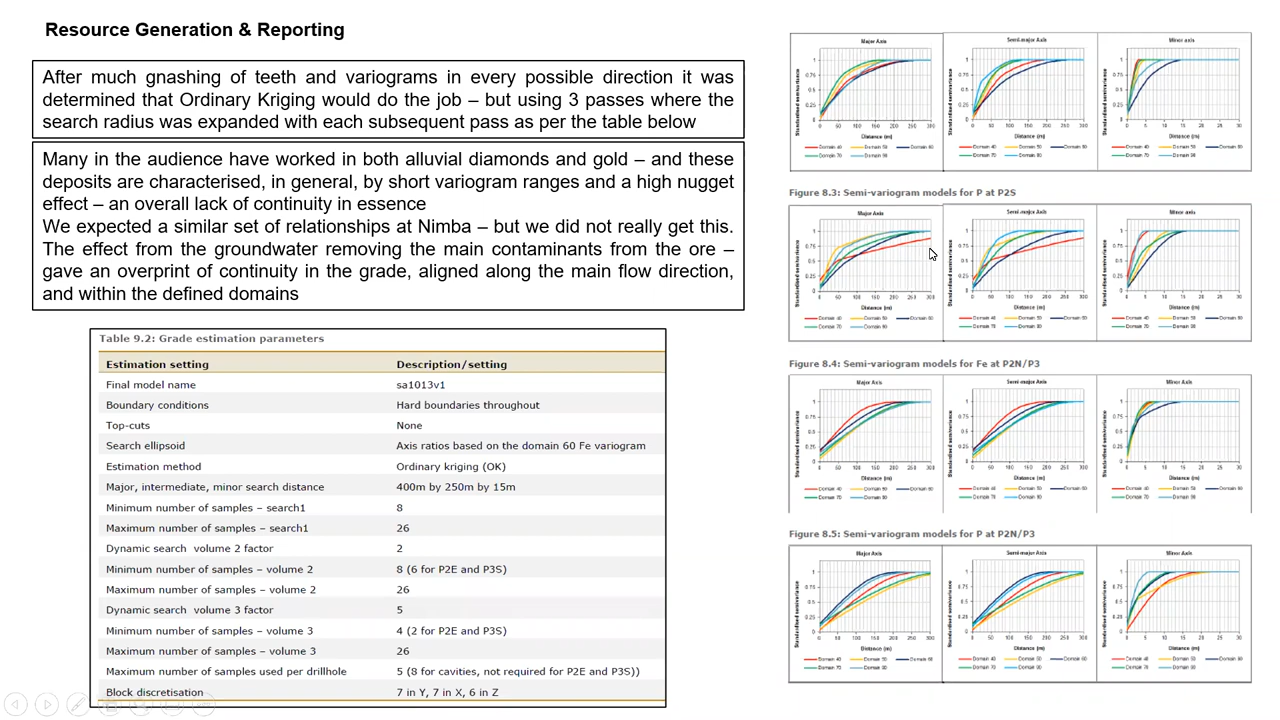 Resource Generation & Reporting
After much gnashing of teeth and variograms in every possible direction it was
determined that Ordinary Kriging would do the job – but using 3 passes where the
search radius was expanded with each subsequent pass as per the table below
Many in the audience have worked in both alluvial diamonds and gold – and these
deposits are characterised, in general, by short variogram ranges and a high nugget
effect – an overall lack of continuity in essence
We expected a similar set of relationships at Nimba – but we did not really get this.
The effect from the groundwater removing the main contaminants from the ore –
gave an overprint of continuity in the grade, aligned along the main flow direction,
and within the defined domains
Table 9.2: Grade estimation parameters
Estimation setting Description/setting
Final model name sa1013v1
Boundary conditions Hard boundaries throughout
Top-cuts None
Search ellipsoid Axis ratios based on the domain 60 Fe variogram
Estimation method Ordinary kriging (OK)
Major, intermediate, minor search distance 400m by 250m by 15m
Minimum number of samples – search1 8
Maximum number of samples – search1 26
Dynamic search volume 2 factor 2
Minimum number of samples – volume 2 8 (6 for P2E and P3S)
Maximum number of samples – volume 2 26
Dynamic search volume 3 factor 5
Minimum number of samples – volume 3 4 (2 for P2E and P3S)
Maximum number of samples – volume 3 26
Maximum number of samples used per drillhole 5 (8 for cavities, not required for P2E and P3S))
Block discretisation 7 in Y, 7 in X, 6 in Z
Major Axis Semi-major Axis Minor axis
Distance (m) Distance (m) Distance (m)
Figure 8.3: Semi-variogram models for P at P2S
Major Axis Semi-major Axis Minor axis
Distance (m) Distance (m) Distance (m)
Figure 8.4: Semi-variogram models for Fe at P2N/P3
Major Axis Semi-major Axis Minor Axis
Distance (m) Distance (m) Distance (m)
Figure 8.5: Semi-variogram models for P at P2N/P3
Major Axis Semi-major Axis Minor Axis
Distance (m) Distance (m) Distance (m)